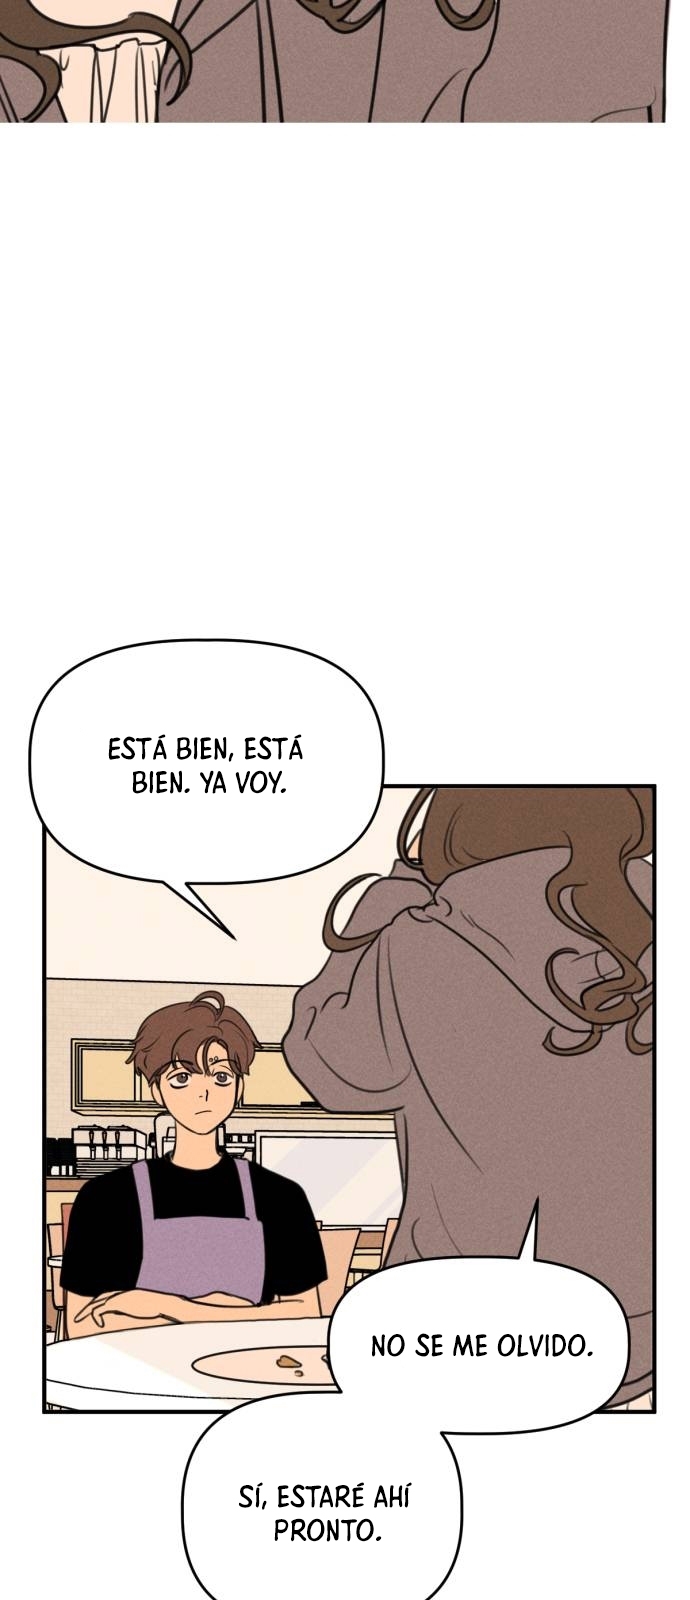 ESTÁ BIEN, ESTÁ
BIEN. YA VOY.
NO SE ME OLVIDO.
SÍ, ESTARÉ AHÍ
PRONTO.